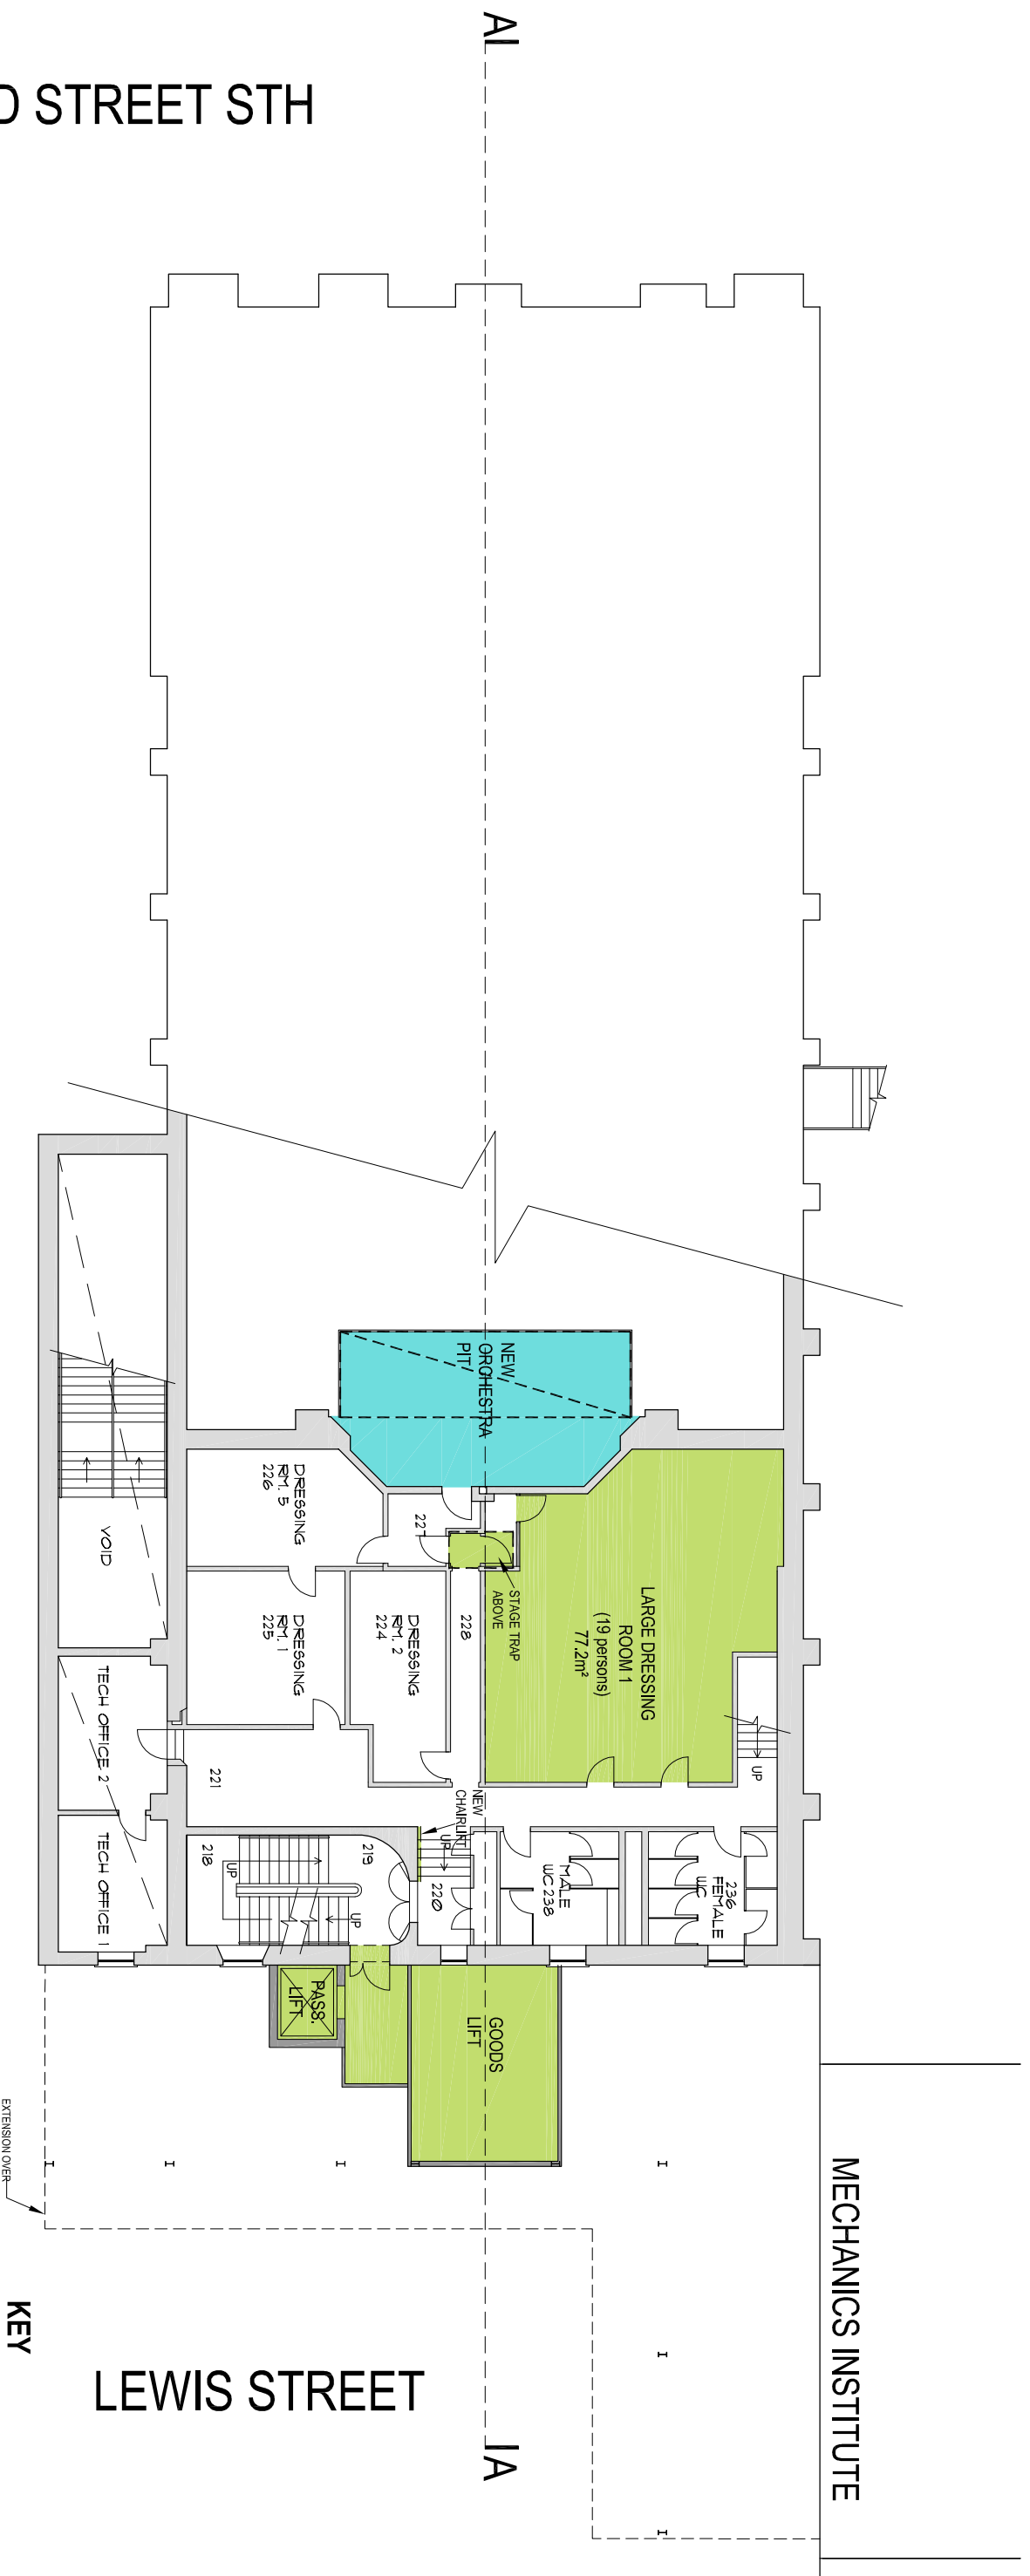 A
D STREET STH
NEW
ORCHESTRA
PIT
DRESSING
RM. 5
226
227
STAGE TRAP
ABOVE
LARGE DRESSING
ROOM 1
(19 persons)
77.2m²
228
DRESSING
RM. 2
224
DRESSING
RM. 1
225
VOID
TECH OFFICE 2
TECH OFFICE 1
221
UP
NEW
CHAIRLIFT
UP
219
218
UP
UP
220
MALE
WC 238
236
FEMALE
WC
PASS.
LIFT
GOODS
LIFT
EXTENSION OVER
MECHANICS INSTITUTE
KEY
LEWIS STREET
A